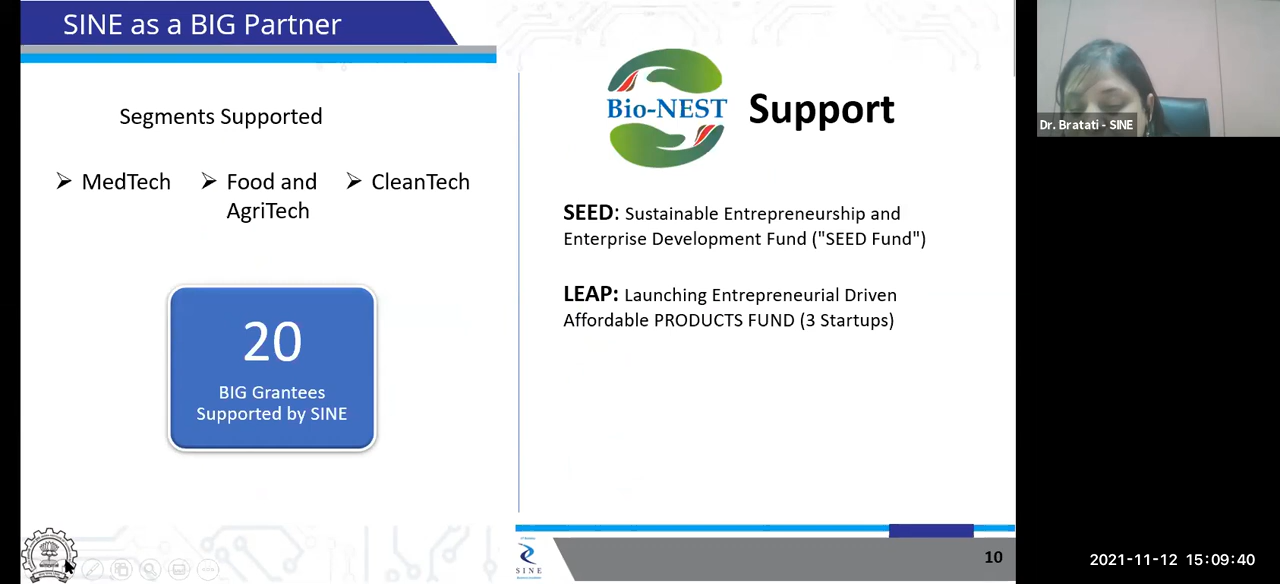 SINE as a BIG Partner
Segments Supported
➢ MedTech
➢ Food and
AgriTech
➢ CleanTech
20
BIG Grantees
Supported by SINE
Bio-NEST
Support
SEED: Sustainable Entrepreneurship and
Enterprise Development Fund ("SEED Fund")
LEAP: Launching Entrepreneurial Driven
Affordable PRODUCTS FUND (3 Startups)
SINE
10
Dr. Bratati - SINE
2021-11-12 15:09:40